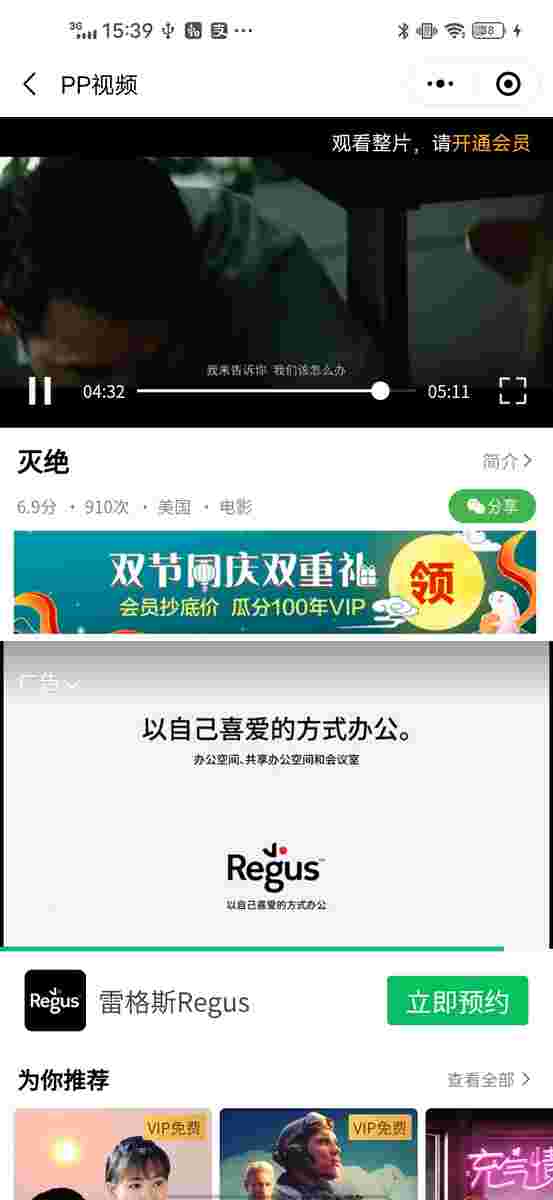 3G 15:39 38
PP视频
观看整片，请开通会员
我来告诉你 我们该怎么办
04:32 05:11
灭绝 简介
6.9分 · 910次 · 美国 · 电影 分享
双节同庆双重礼
会员抄底价 瓜分100年VIP
领
广告
以自己喜爱的方式办公。
办公空间、共享办公空间和会议室
Regus
以自己喜爱的方式办公
Regus 雷格斯Regus 立即预约
为你推荐 查看全部
VIP免费 VIP免费
充气情